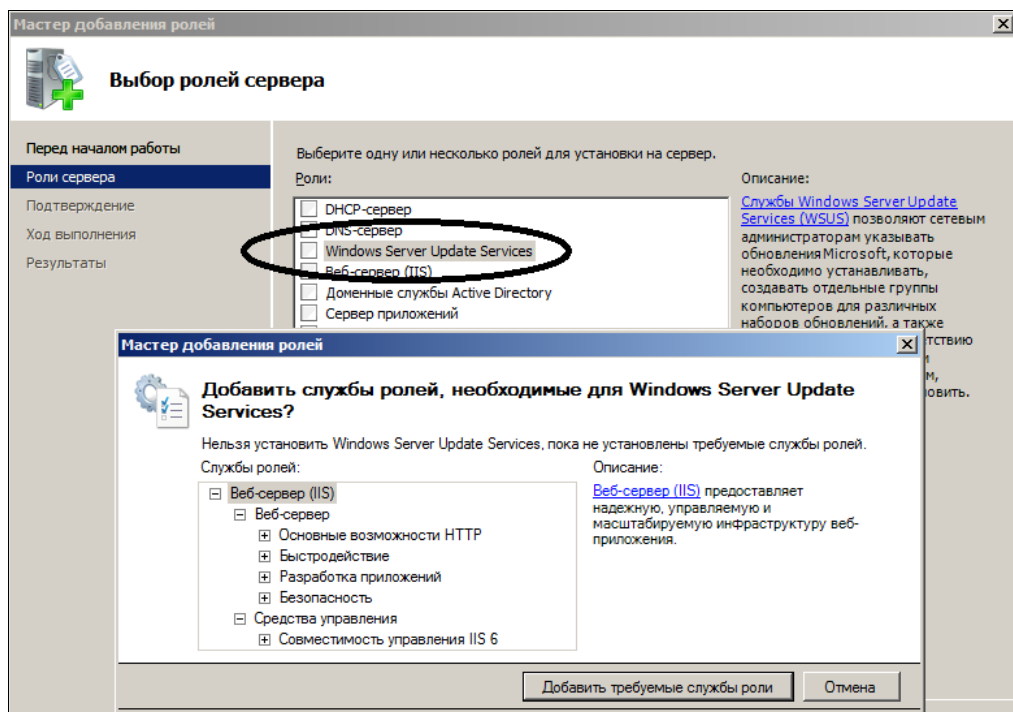 Мастер добавления ролей
Выбор ролей сервера
Перед началом работы
Роли сервера
Подтверждение
Ход выполнения
Результаты
Выберите одну или несколько ролей для установки на сервер.
Роли:
DHCP-сервер
DNS-сервер
Windows Server Update Services
Веб-сервер (IIS)
Доменные службы Active Directory
Сервер приложений
Описание:
Службы Windows Server Update
Services (WSUS) позволяют сетевым
администраторам указывать
обновления Microsoft, которые
необходимо устанавливать,
создавать отдельные группы
компьютеров для различных
наборов обновлений, а также
Мастер добавления ролей
Добавить службы ролей, необходимые для Windows Server Update
Services?
Нельзя установить Windows Server Update Services, пока не установлены требуемые службы ролей.
Службы ролей:
Веб-сервер (IIS)
Веб-сервер
Основные возможности HTTP
Быстродействие
Разработка приложений
Безопасность
Средства управления
Совместимость управления IIS 6
Описание:
Веб-сервер (IIS) предоставляет
надежную, управляемую и
масштабируемую инфраструктуру веб-
приложения.
Добавить требуемые службы роли
Отмена